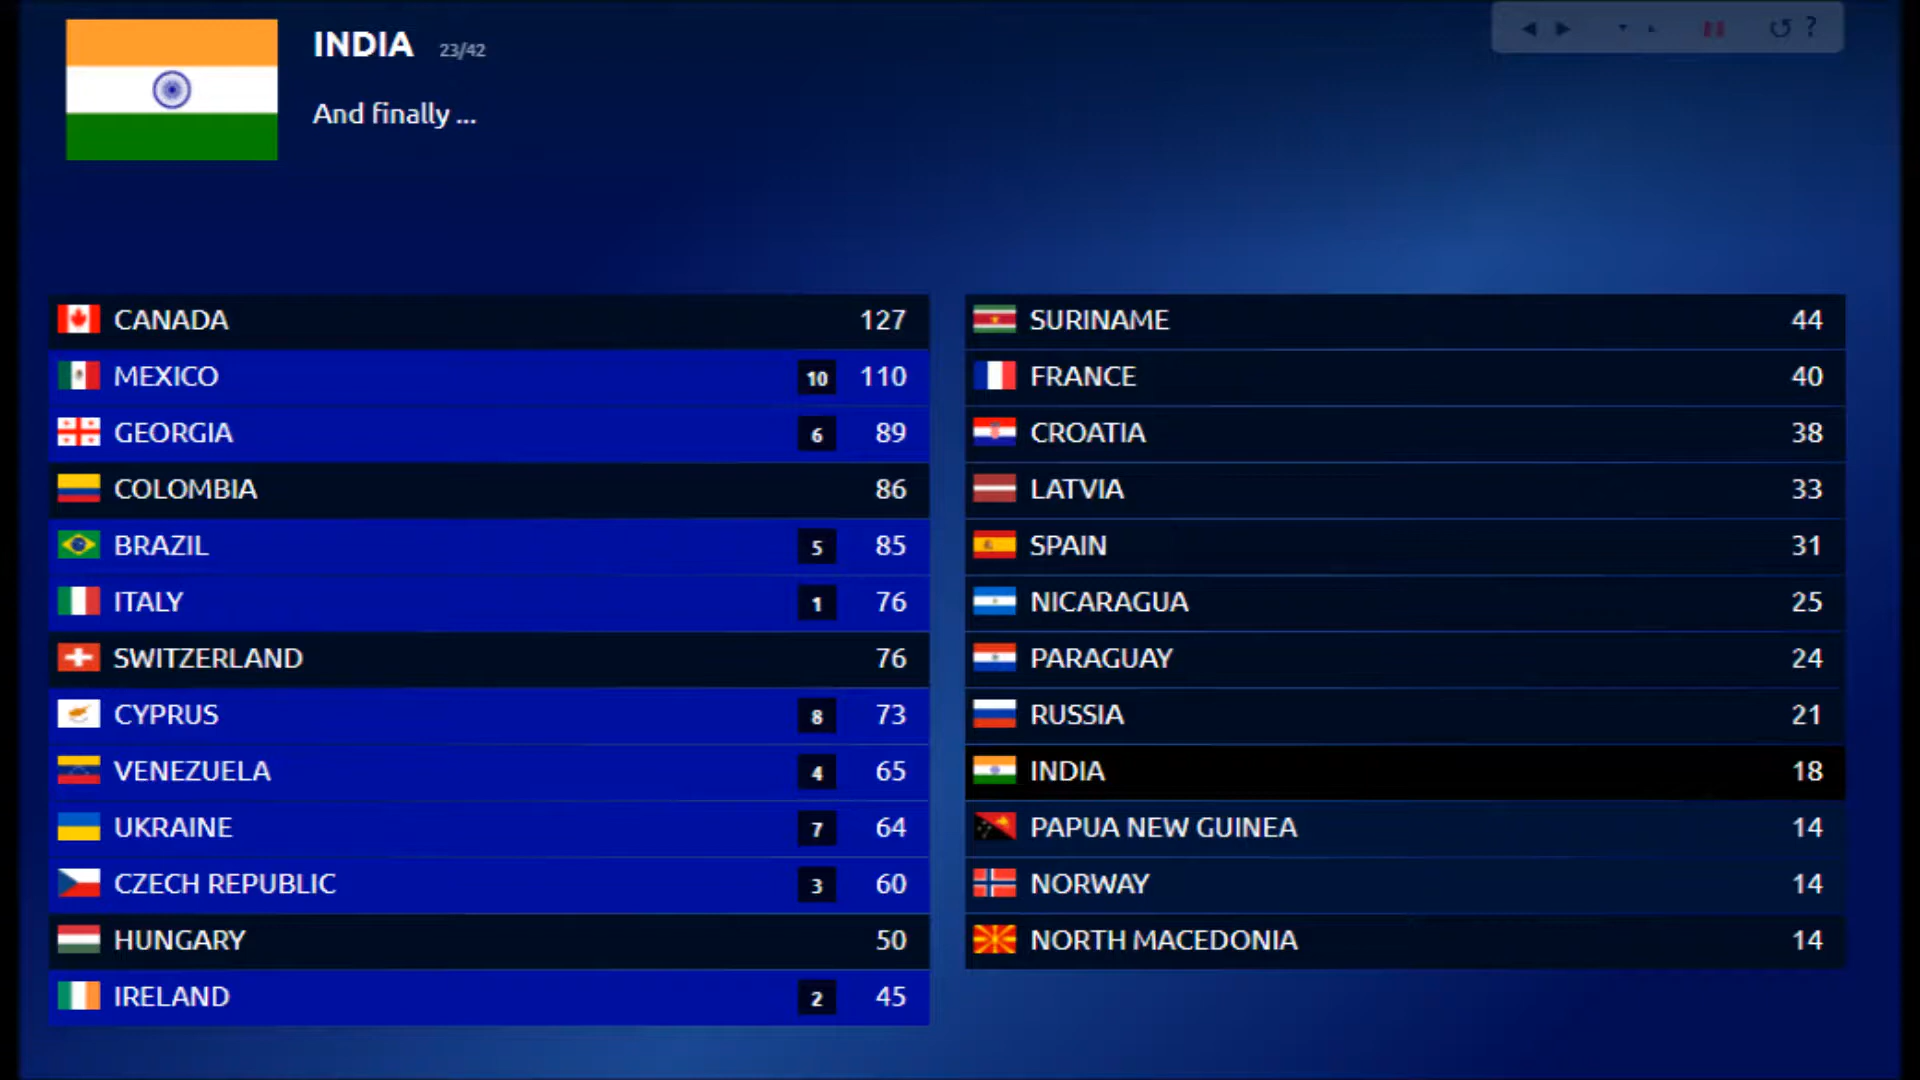 INDIA 23/42
And finally ...
?
CANADA 127
MEXICO 10 110
GEORGIA 6 89
COLOMBIA 86
BRAZIL 5 85
ITALY 1 76
SWITZERLAND 76
CYPRUS 8 73
VENEZUELA 4 65
UKRAINE 7 64
CZECH REPUBLIC 3 60
HUNGARY 50
IRELAND 2 45
SURINAME 44
FRANCE 40
CROATIA 38
LATVIA 33
SPAIN 31
NICARAGUA 25
PARAGUAY 24
RUSSIA 21
INDIA 18
PAPUA NEW GUINEA 14
NORWAY 14
NORTH MACEDONIA 14